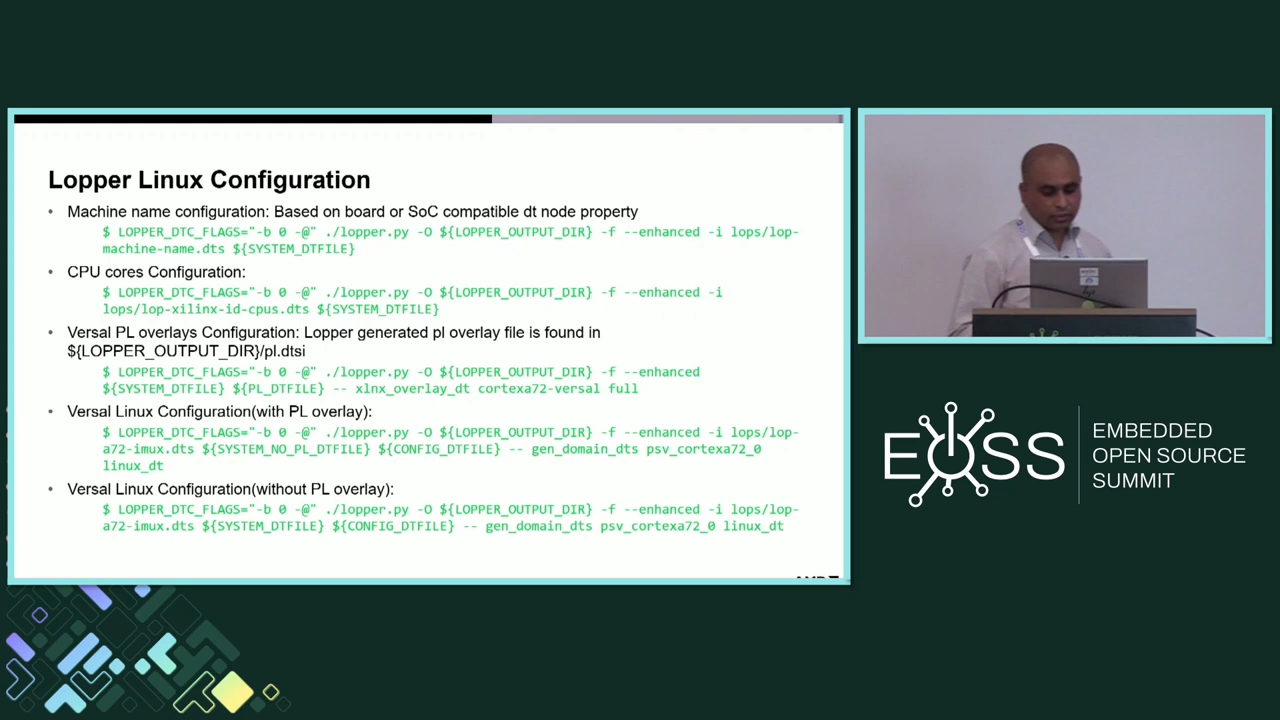 Lopper Linux Configuration
• Machine name configuration: Based on board or SoC compatible dt node property
$ LOPPER_DTC_FLAGS="-b 0 -@" ./lopper.py -O ${LOPPER_OUTPUT_DIR} -f --enhanced -i lops/lop-
machine-name.dts ${SYSTEM_DTFILE}
• CPU cores Configuration:
$ LOPPER_DTC_FLAGS="-b 0 -@" ./lopper.py -O ${LOPPER_OUTPUT_DIR} -f --enhanced -i
lops/lop-xilinx-id-cpus.dts ${SYSTEM_DTFILE}
• Versal PL overlays Configuration: Lopper generated pl overlay file is found in
${LOPPER_OUTPUT_DIR}/pl.dtsi
$ LOPPER_DTC_FLAGS="-b 0 -@" ./lopper.py -O ${LOPPER_OUTPUT_DIR} -f --enhanced
${SYSTEM_DTFILE} ${PL_DTFILE} -- xlnx_overlay_dt cortexa72-versal full
• Versal Linux Configuration(with PL overlay):
$ LOPPER_DTC_FLAGS="-b 0 -@" ./lopper.py -O ${LOPPER_OUTPUT_DIR} -f --enhanced -i lops/lop-
a72-imux.dts ${SYSTEM_NO_PL_DTFILE} ${CONFIG_DTFILE} -- gen_domain_dts psv_cortexa72_0
linux_dt
• Versal Linux Configuration(without PL overlay):
$ LOPPER_DTC_FLAGS="-b 0 -@" ./lopper.py -O ${LOPPER_OUTPUT_DIR} -f --enhanced -i lops/lop-
a72-imux.dts ${SYSTEM_DTFILE} ${CONFIG_DTFILE} -- gen_domain_dts psv_cortexa72_0 linux_dt
EOSS
EMBEDDED
OPEN SOURCE
SUMMIT